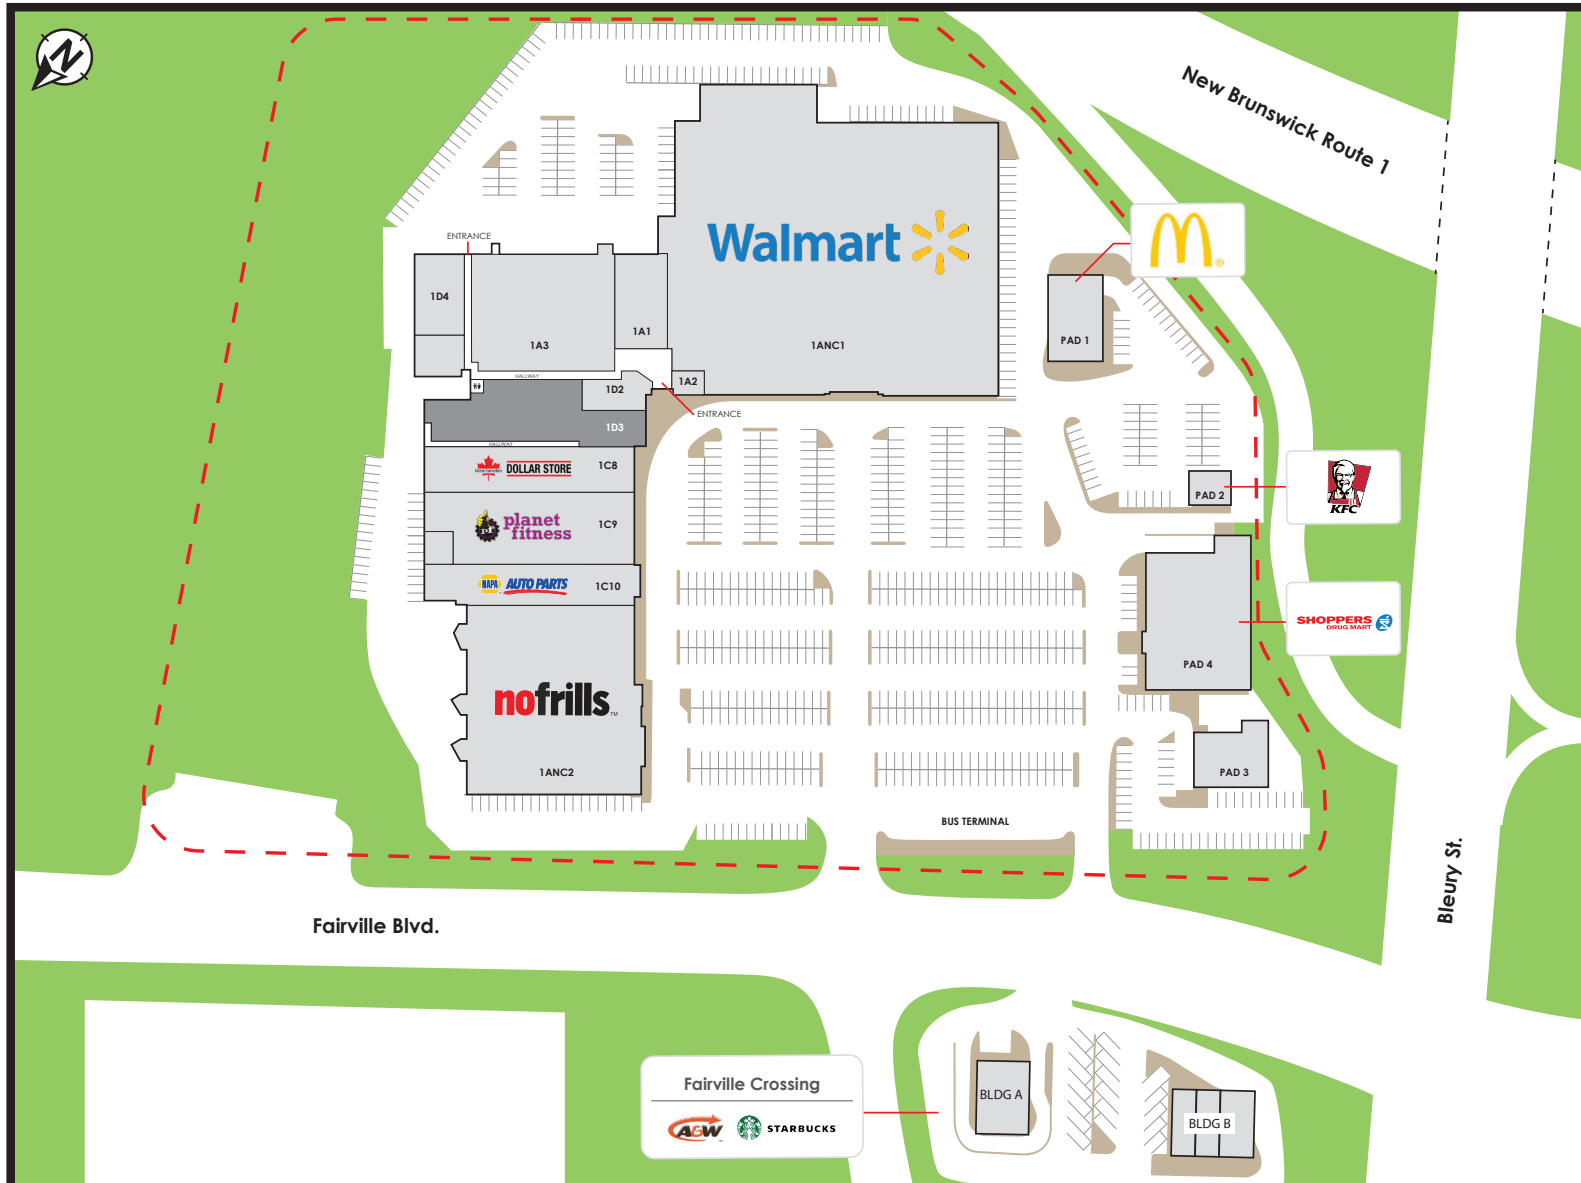 N
New Brunswick Route 1
ENTRANCE
Walmart
1D4
1A1
1A3
1ANC1
PAD 1
HALLWAY
1D2
1A2
ENTRANCE
1D3
HALLWAY
DOLLAR STORE
1C8
planet
fitness
1C9
PAD 2
KFC
NAPA AUTO PARTS
1C10
SHOPPERS
DRUG MART
PAD 4
nofrills
TM
1ANC2
PAD 3
BUS TERMINAL
Bleury St.
Fairville Blvd.
Fairville Crossing
A&W
STARBUCKS
BLDG A
BLDG B